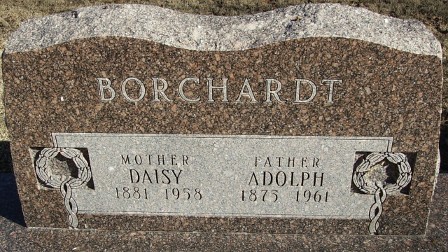 BORCHARDT
MOTHER FATHER
DAISY ADOLPH
1881 1958 1875 1961